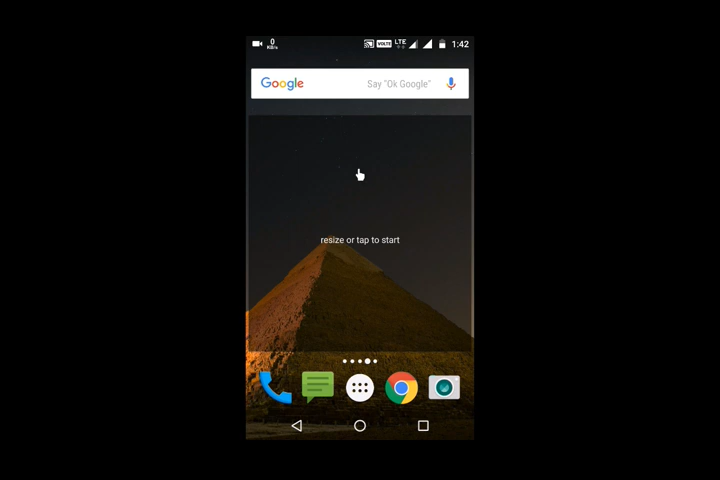 0
KB/s
VOLTE
LTE
1:42
Google
Say "Ok Google"
resize or tap to start